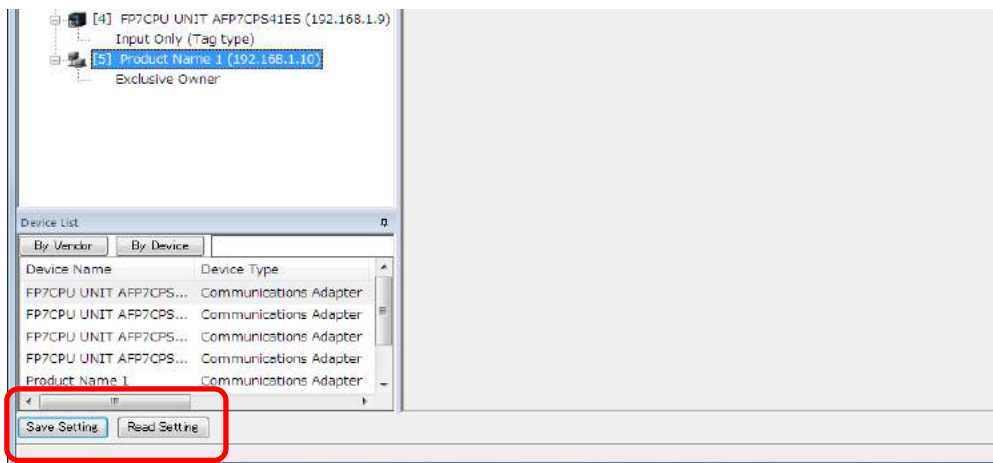 [4] FP7CPU UNIT AFP7CPS41ES (192.168.1.9)
Input Only (Tag type)
[5] Product Name 1 (192.168.1.10)
Exclusive Owner
Device List
By Vendor By Device
Device Name Device Type
FP7CPU UNIT AFP7CPS... Communications Adapter
FP7CPU UNIT AFP7CPS... Communications Adapter
FP7CPU UNIT AFP7CPS... Communications Adapter
FP7CPU UNIT AFP7CPS... Communications Adapter
Product Name 1 Communications Adapter
Save Setting Read Setting